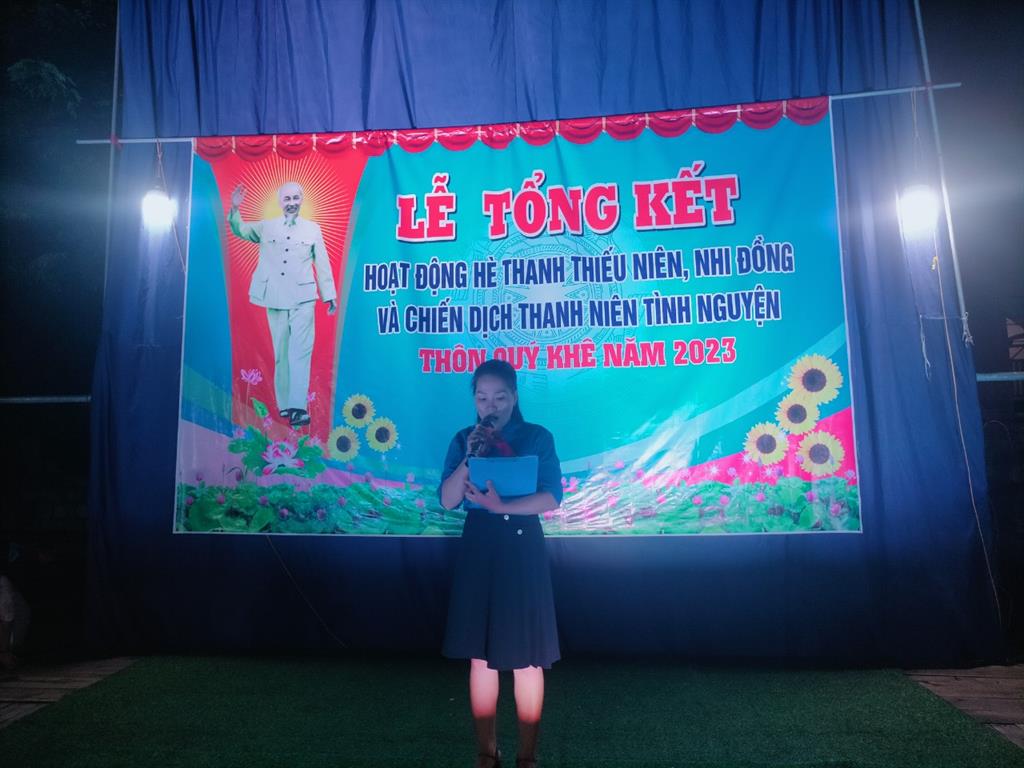 LỄ TỔNG KẾT
HOẠT ĐỘNG HÈ THANH THIẾU NIÊN, NHI ĐỒNG
VÀ CHIẾN DỊCH THANH NIÊN TÌNH NGUYỆN
THÔN QUÝ KHÊ NĂM 2023